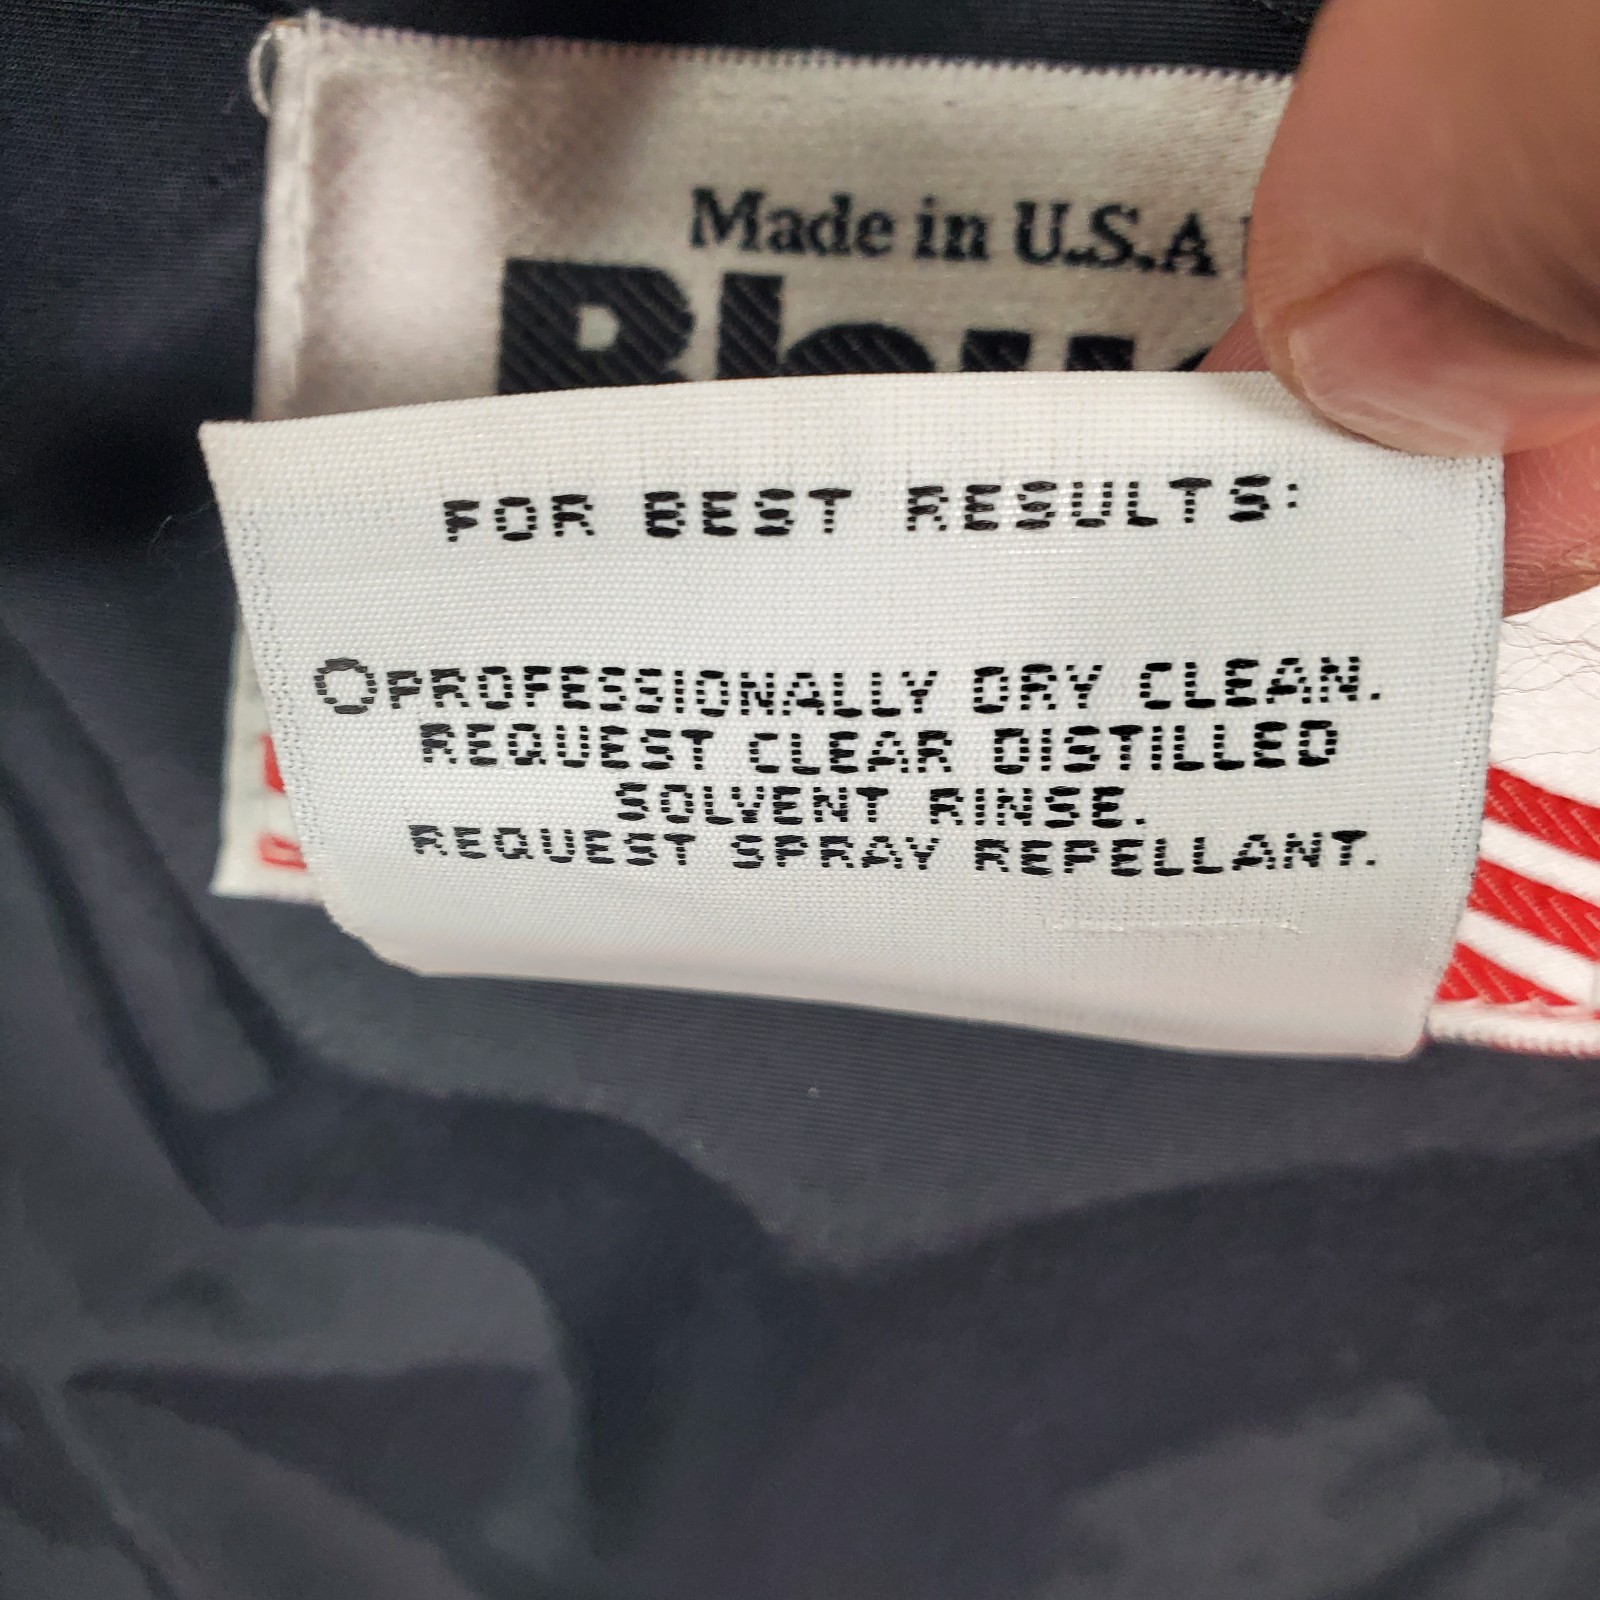 Made in U.S.A
FOR BEST RESULTS:
PROFESSIONALLY DRY CLEAN.
REQUEST CLEAR DISTILLED
SOLVENT RINSE.
REQUEST SPRAY REPELLANT.